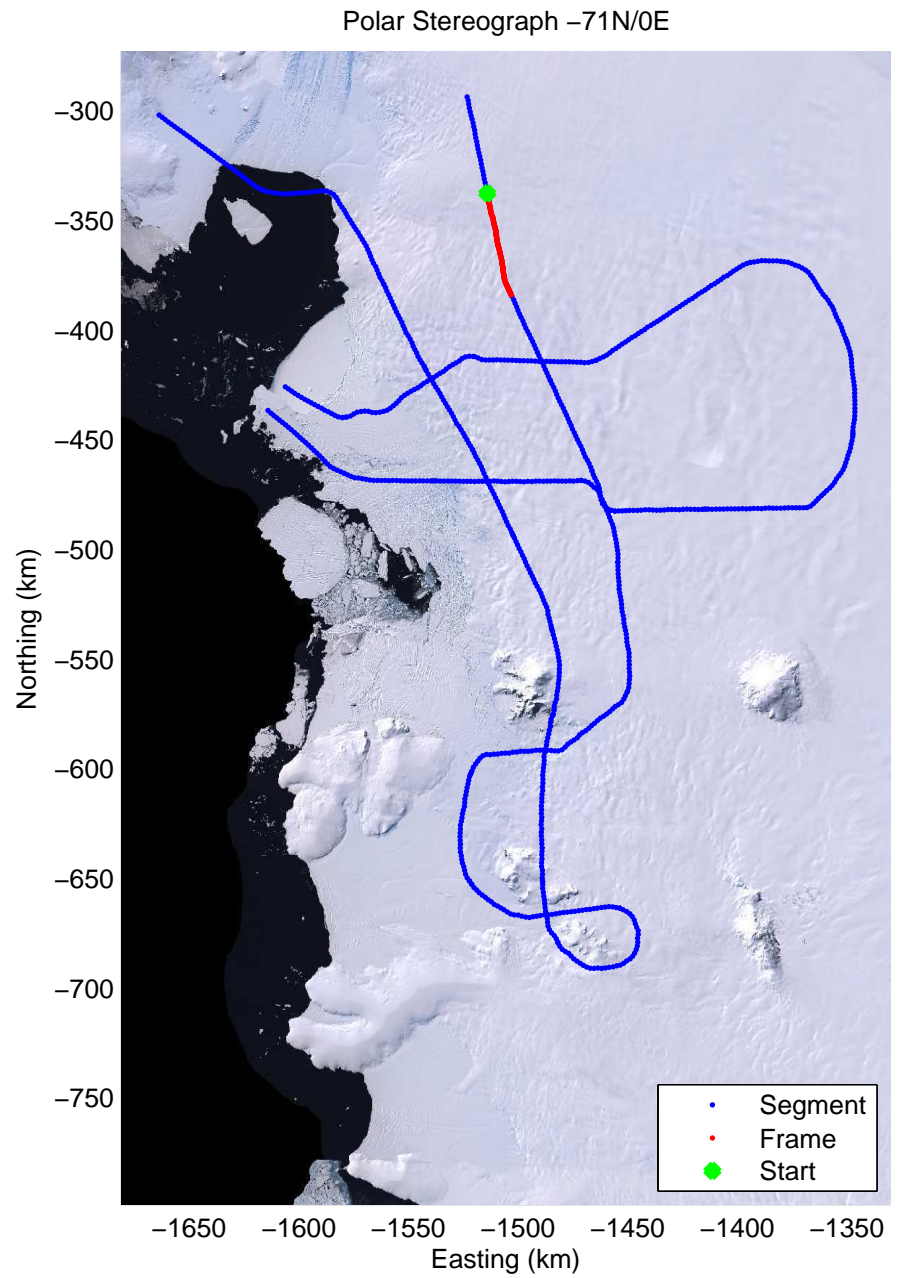 Polar Stereograph −71N/0E
−300
−350
−400
−450
−500
−550
−600
−650
−700
−750
Northing (km)
−1650 −1600 −1550 −1500 −1450 −1400 −1350
Easting (km)
Segment
Frame
Start